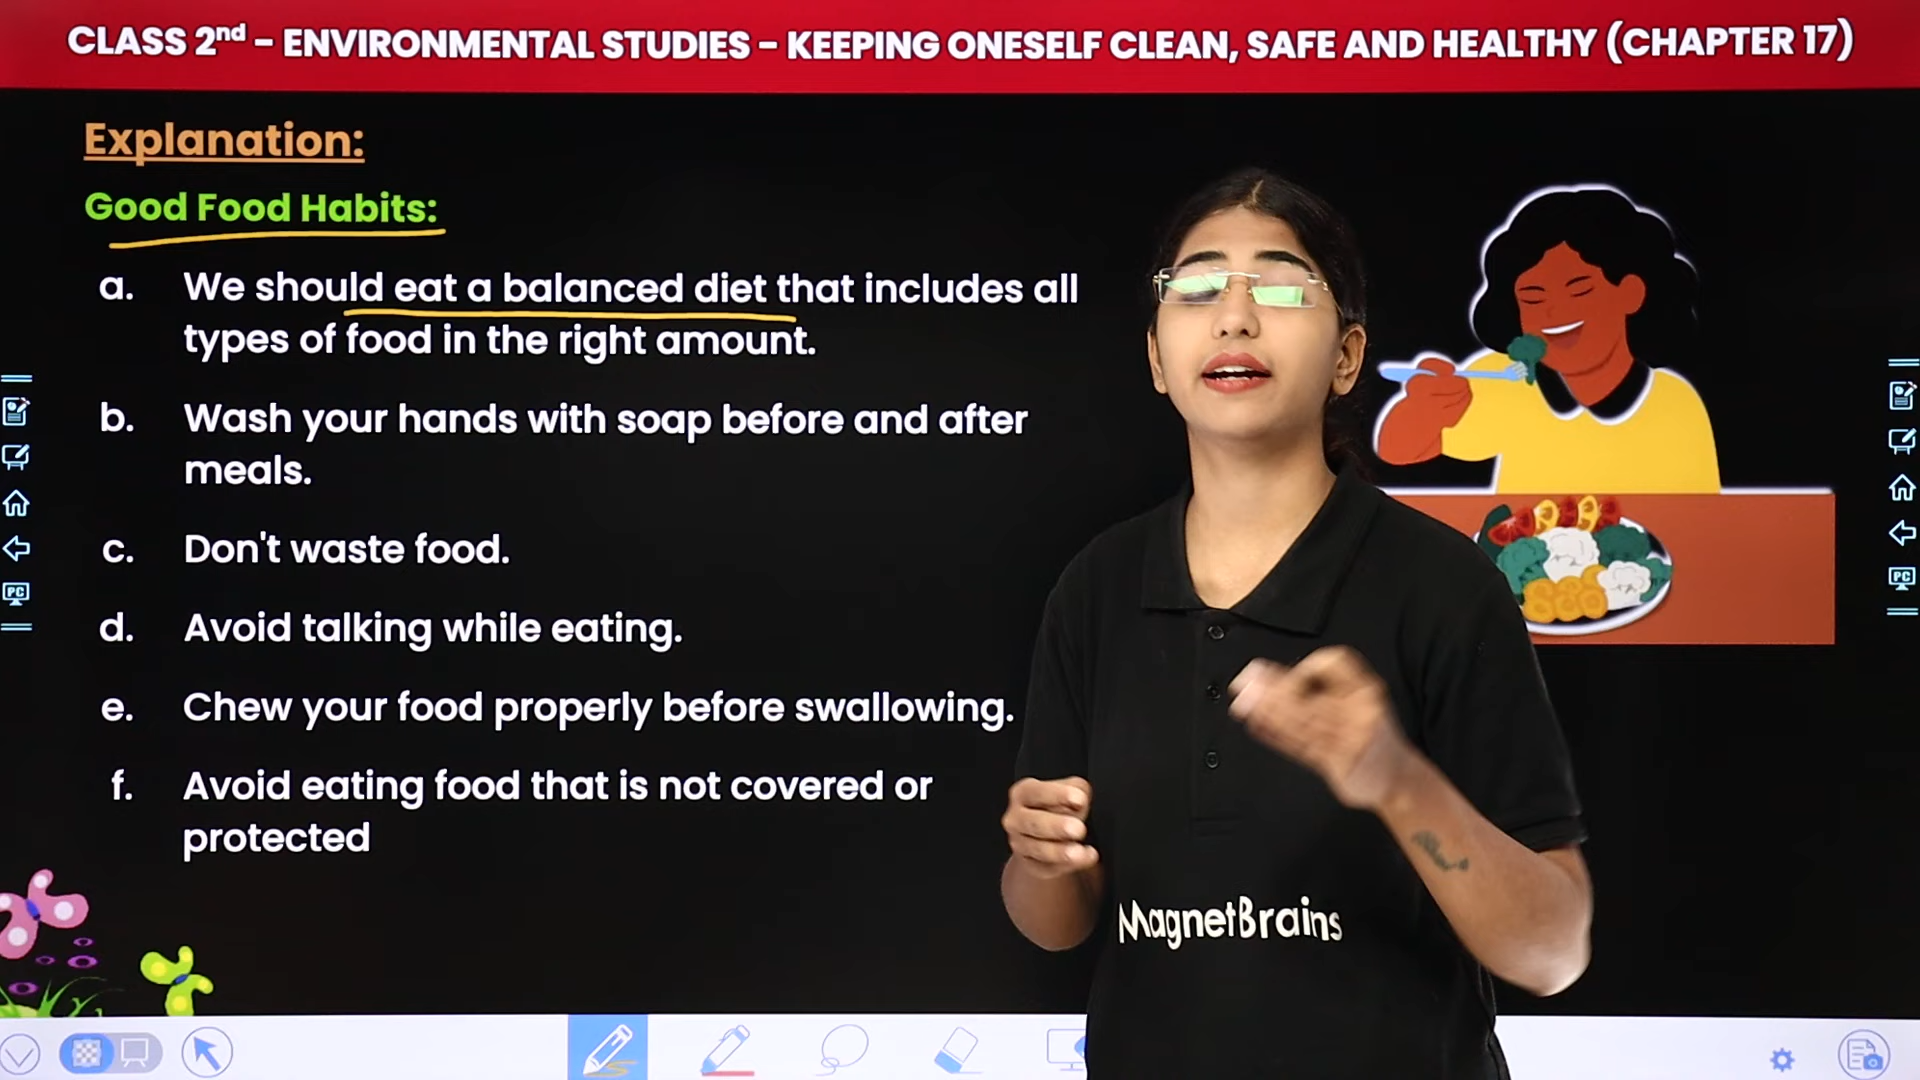 CLASS 2nd – ENVIRONMENTAL STUDIES – KEEPING ONESELF CLEAN, SAFE AND HEALTHY (CHAPTER 17)
Explanation:
Good Food Habits:
a. We should eat a balanced diet that includes all
types of food in the right amount.
b. Wash your hands with soap before and after
meals.
c. Don't waste food.
d. Avoid talking while eating.
e. Chew your food properly before swallowing.
f. Avoid eating food that is not covered or
protected
MagnetBrains
PC
PC